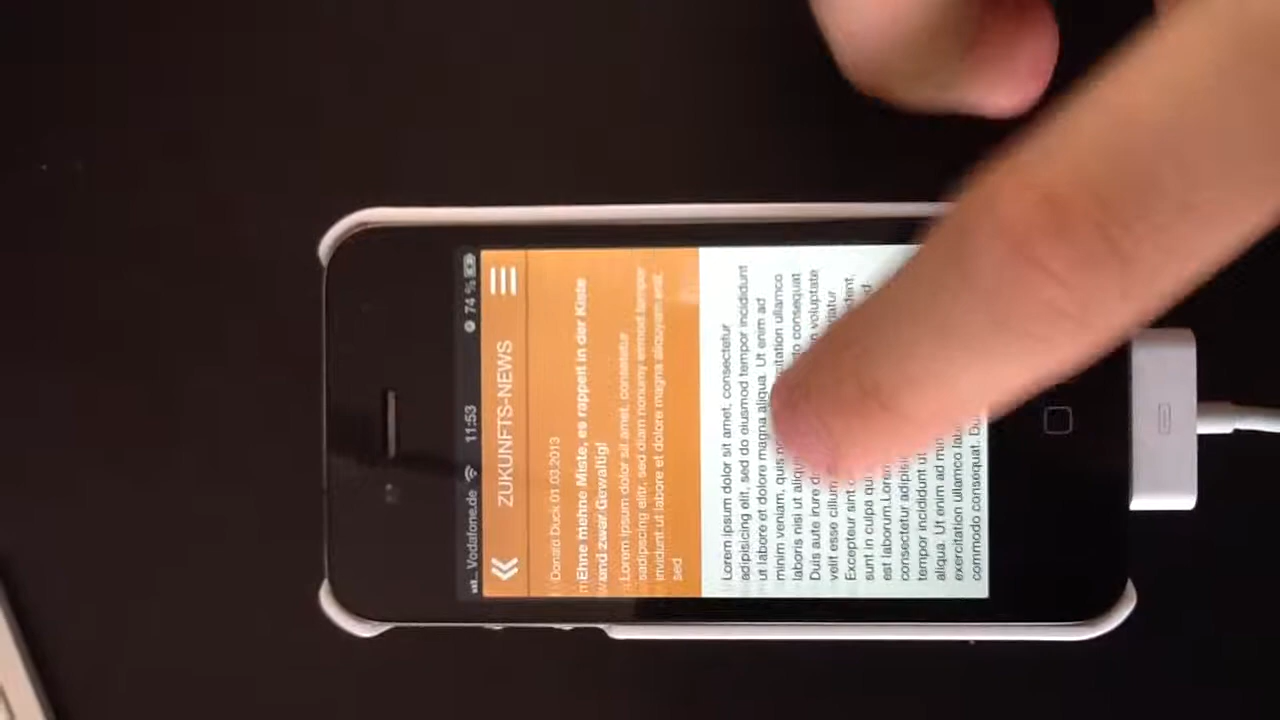 Vodafone.de 11:53 74 %
ZUKUNFTS-NEWS
Donald Duck 01.03.2013
Ehne mehne Miste, es rappelt in der Kiste
und zwar Gewaltig!
Lorem ipsum dolor sit amet, consetetur
sadipscing elitr, sed diam nonumy eirmod tempor
invidunt ut labore et dolore magna aliquyam erat,
sed
Lorem ipsum dolor sit amet, consectetur
adipisicing elit, sed do eiusmod tempor incididunt
ut labore et dolore magna aliqua. Ut enim ad
minim veniam, quis ullamco
laboris nisi ut consequat
Duis aute irure voluptate
velit esse cillum
Excepteur sint
sunt in culpa qui
est laborum.Lorem
consectetur
tempor incididunt ut
aliqua. Ut enim ad
exercitation ullamco
commodo consequat.